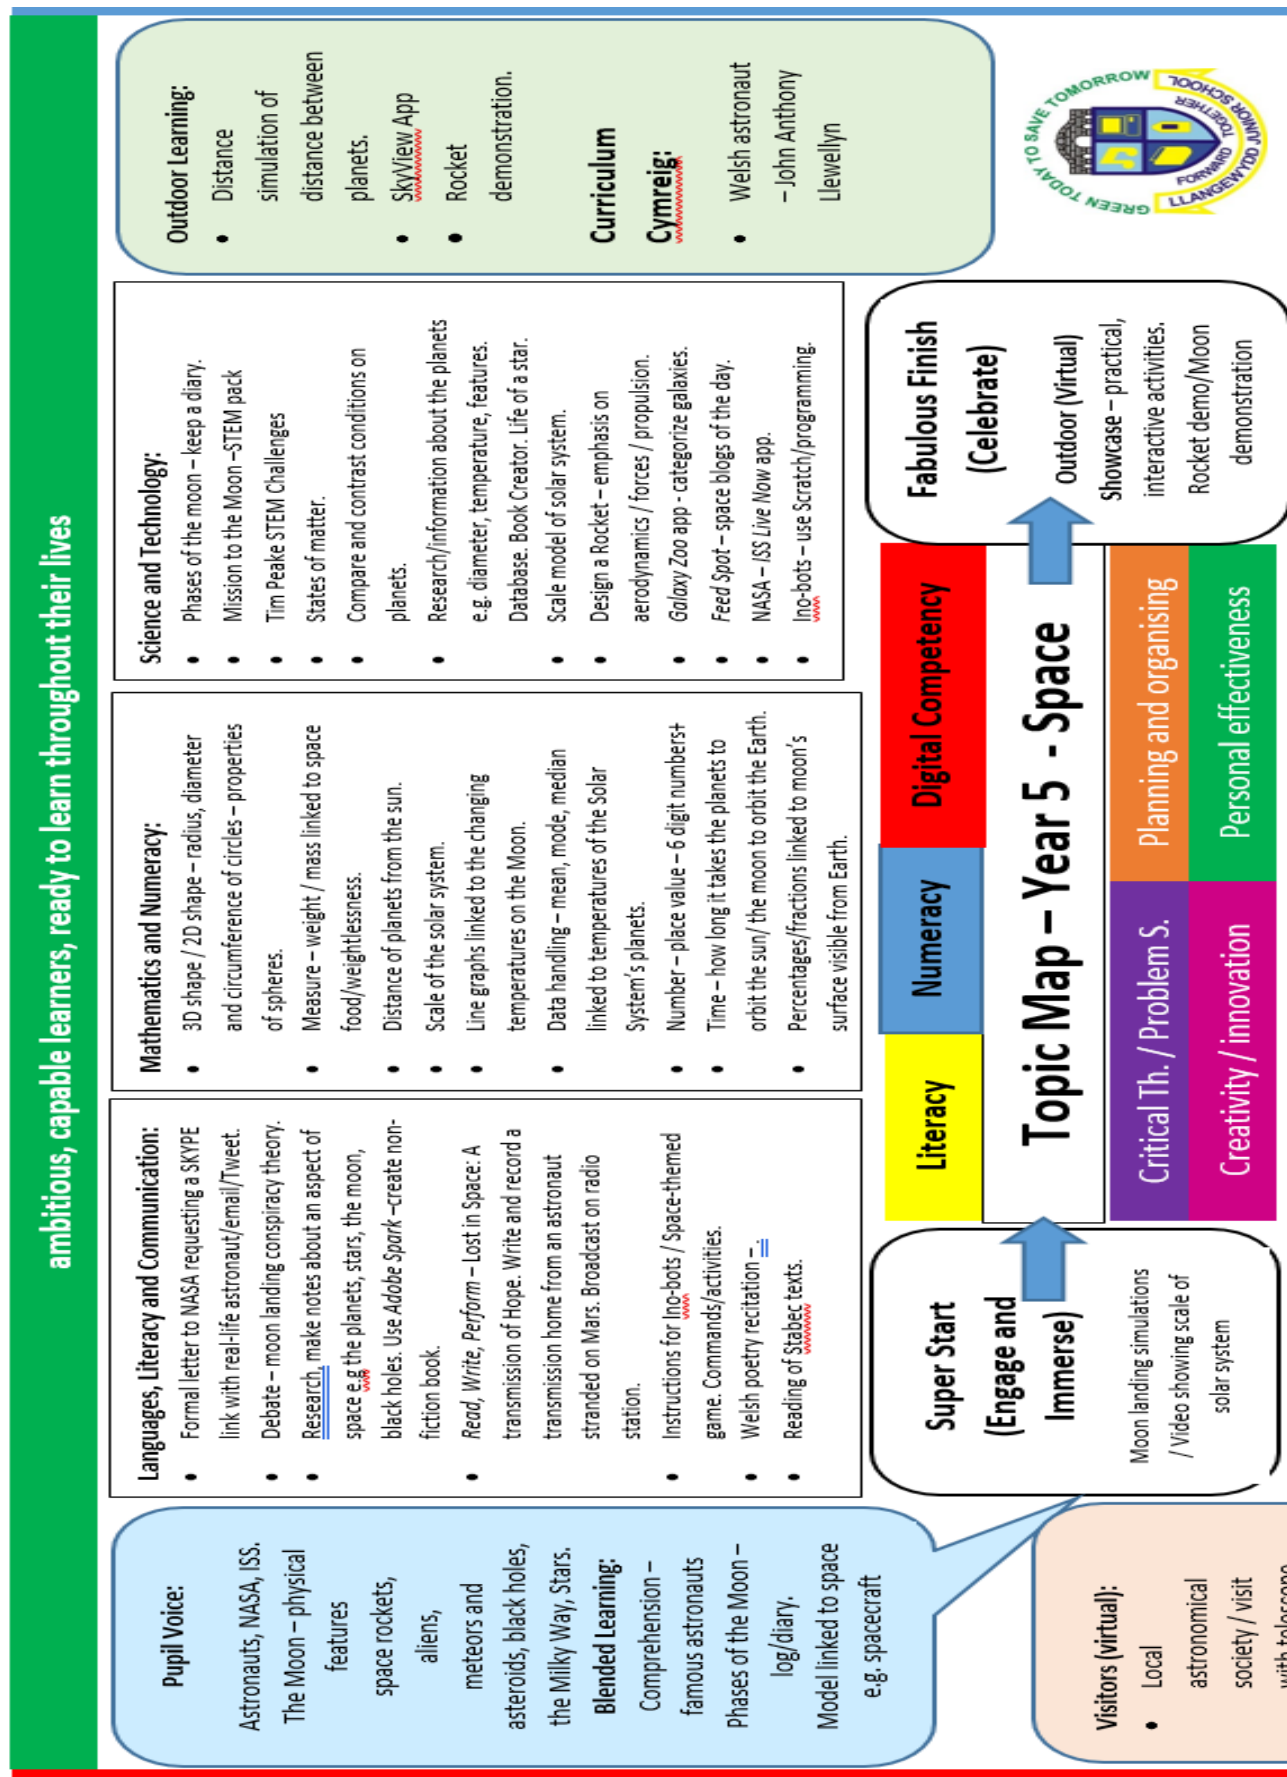 ambitious, capable learners, ready to learn throughout their lives
Pupil Voice:
Astronauts, NASA, ISS.
The Moon – physical
features
space rockets,
aliens,
meteors and
asteroids, black holes,
the Milky Way, Stars.
Blended Learning:
Comprehension –
famous astronauts
Phases of the Moon –
log/diary.
Model linked to space
e.g. spacecraft
Languages, Literacy and Communication:
• Formal letter to NASA requesting a SKYPE
link with real-life astronaut/email/Tweet.
• Debate – moon landing conspiracy theory.
• Research, make notes about an aspect of
space e.g the planets, stars, the moon,
black holes. Use Adobe Spark –create non-
fiction book.
• Read, Write, Perform – Lost in Space: A
transmission of Hope. Write and record a
transmission home from an astronaut
stranded on Mars. Broadcast on radio
station.
• Instructions for Ino-bots / Space-themed
game. Commands/activities.
• Welsh poetry recitation – .
• Reading of Stabec texts.
Mathematics and Numeracy:
• 3D shape / 2D shape – radius, diameter
and circumference of circles – properties
of spheres.
• Measure – weight / mass linked to space
food/weightlessness.
• Distance of planets from the sun.
• Scale of the solar system.
• Line graphs linked to the changing
temperatures on the Moon.
• Data handling – mean, mode, median
linked to temperatures of the Solar
System's planets.
• Number – place value – 6 digit numbers+
• Time – how long it takes the planets to
orbit the sun/ the moon to orbit the Earth.
• Percentages/fractions linked to moon's
surface visible from Earth.
Science and Technology:
• Phases of the moon – keep a diary.
• Mission to the Moon –STEM pack
• Tim Peake STEM Challenges
• States of matter.
• Compare and contrast conditions on
planets.
• Research/information about the planets
e.g. diameter, temperature, features.
Database. Book Creator. Life of a star.
• Scale model of solar system.
• Design a Rocket – emphasis on
aerodynamics / forces / propulsion.
• Galaxy Zoo app - categorize galaxies.
• Feed Spot – space blogs of the day.
• NASA – ISS Live Now app.
• Ino-bots – use Scratch/programming.
Outdoor Learning:
• Distance
simulation of
distance between
planets.
• SkyView App
• Rocket
demonstration.
Curriculum
Cymreig:
• Welsh astronaut
– John Anthony
Llewellyn
Visitors (virtual):
• Local
astronomical
society / visit
with telescope
Super Start
(Engage and
Immerse)
Moon landing simulations
/ Video showing scale of
solar system
Literacy
Numeracy
Digital Competency
Topic Map – Year 5 - Space
Critical Th. / Problem S.
Planning and organising
Creativity / innovation
Personal effectiveness
Fabulous Finish
(Celebrate)
Outdoor (Virtual)
Showcase – practical,
interactive activities.
Rocket demo/Moon
demonstration
GREEN TODAY TO SAVE TOMORROW
FORWARD TOGETHER
LLANGEWYDD JUNIOR SCHOOL